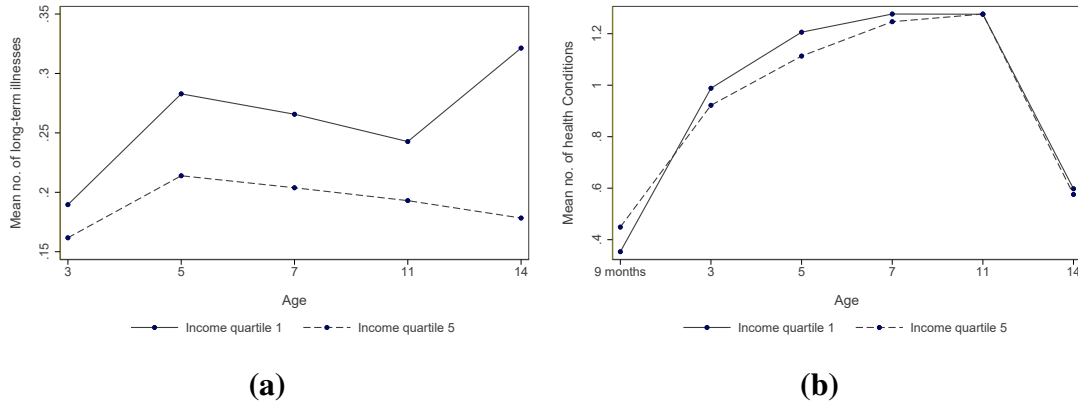 Mean no. of long-term illnesses
.35
.3
.25
.2
.15
3 5 7 11 14
Age
Income quartile 1 Income quartile 5
(a)
Mean no. of health Conditions
1.2
1
.8
.6
.4
9 months 3 5 7 11 14
Age
Income quartile 1 Income quartile 5
(b)